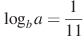 log_b a = 1/11